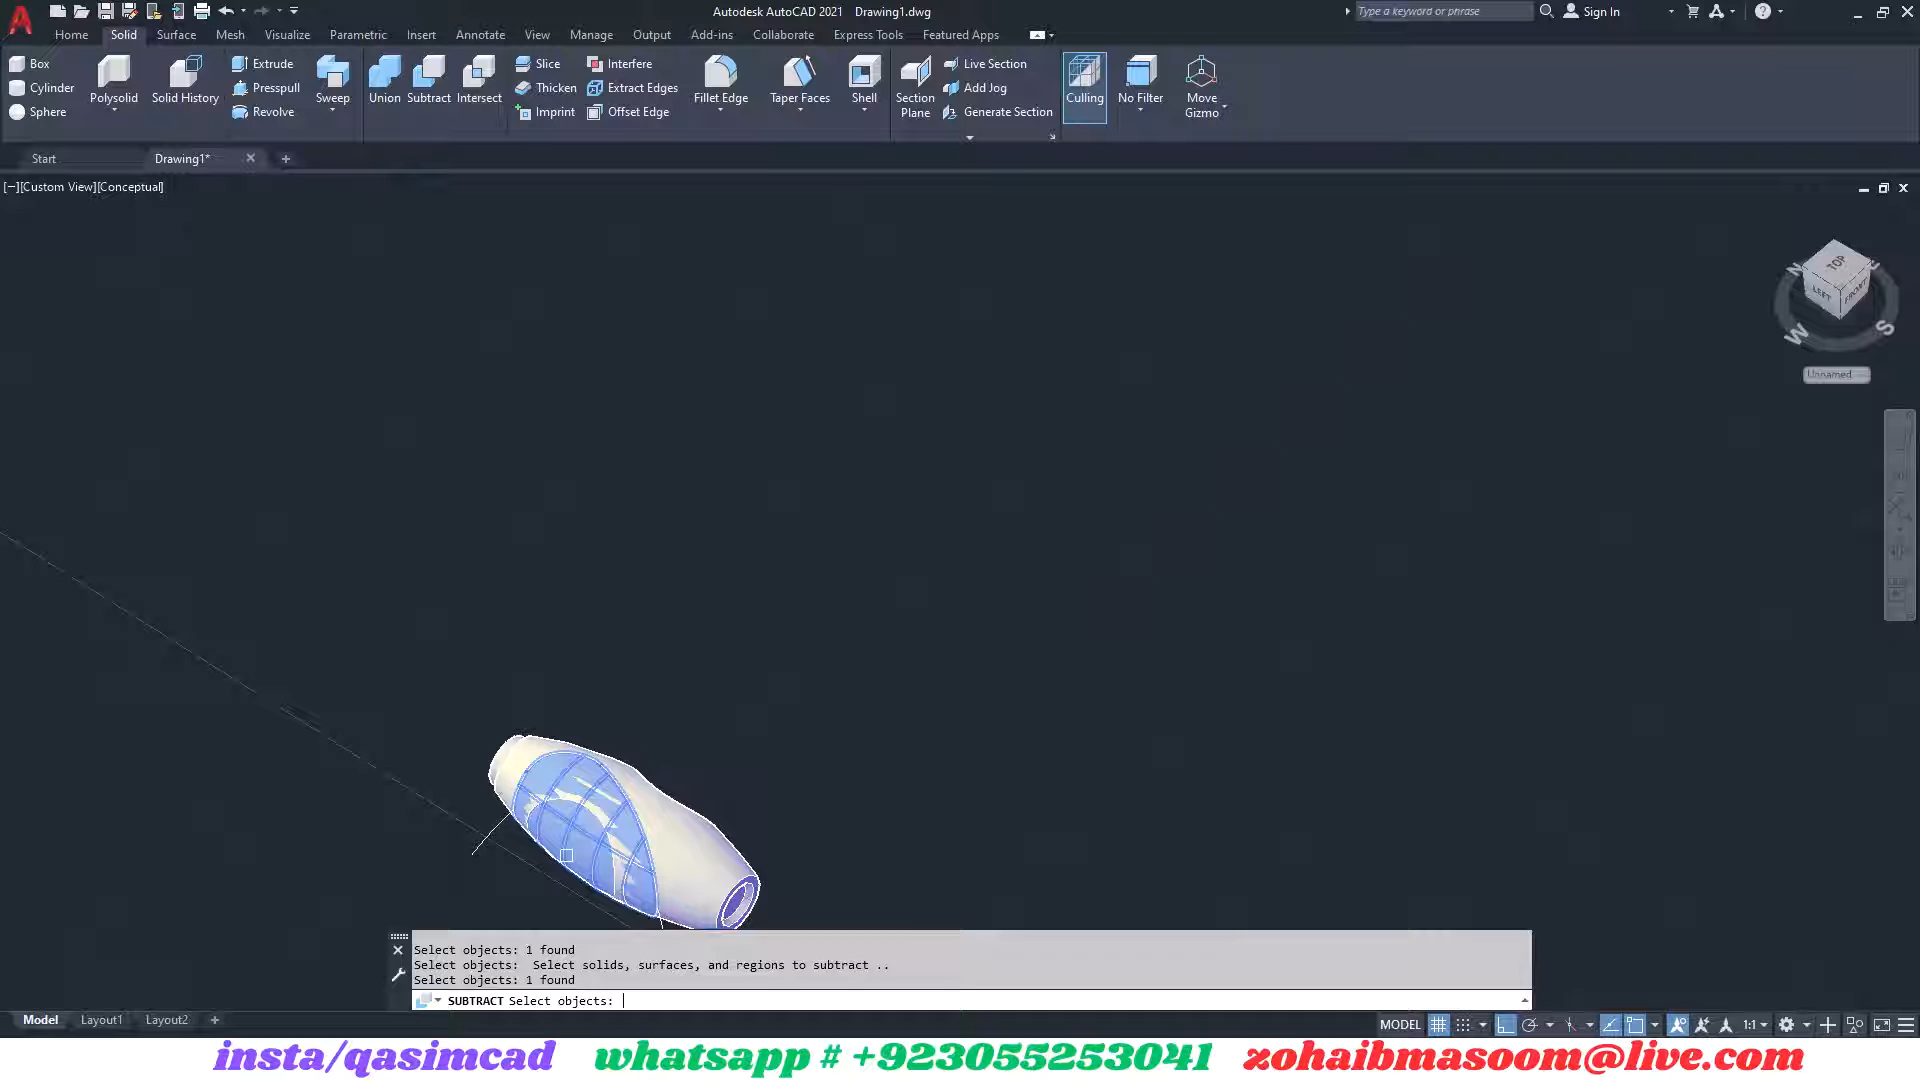 Autodesk AutoCAD 2021 Drawing1.dwg
Type a keyword or phrase
Sign In
Home Solid Surface Mesh Visualize Parametric Insert Annotate View Manage Output Add-ins Collaborate Express Tools Featured Apps
Box
Cylinder
Sphere
Polysolid
Solid History
Extrude
Presspull
Revolve
Sweep
Union
Subtract
Intersect
Slice
Thicken
Imprint
Interfere
Extract Edges
Offset Edge
Fillet Edge
Taper Faces
Shell
Section
Plane
Live Section
Add Jog
Generate Section
Culling
No Filter
Move
Gizmo
Start
Drawing1*
[−][Custom View][Conceptual]
N
E
TOP
LEFT
FRONT
W
S
Unnamed
Select objects: 1 found
Select objects:  Select solids, surfaces, and regions to subtract ..
Select objects: 1 found
SUBTRACT Select objects:
Model Layout1 Layout2
MODEL
1:1
insta/qasimcad whatsapp # +923055253041 zohaibmasoom@live.com